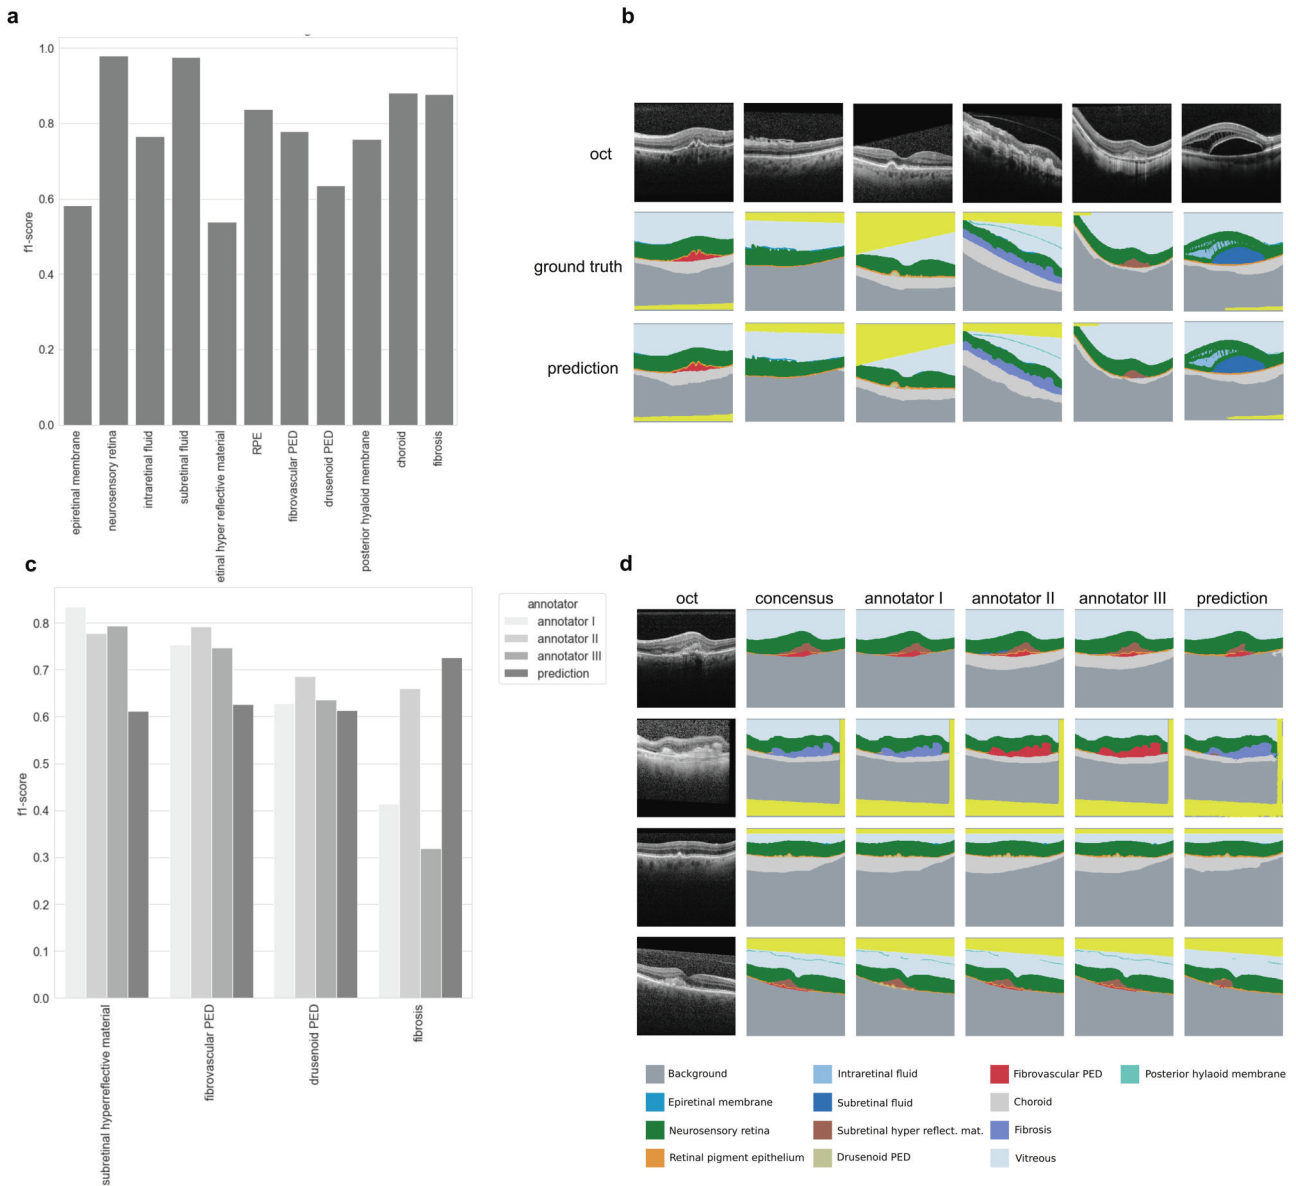 a
1.0
0.8
0.6
0.4
0.2
0.0
f1-score
epiretinal membrane
neurosensory retina
intraretinal fluid
subretinal fluid
etinal hyper reflective material
RPE
fibrovascular PED
drusenoid PED
posterior hyaloid membrane
choroid
fibrosis
b
oct
ground truth
prediction
c
0.8
0.7
0.6
0.5
0.4
0.3
0.2
0.1
0.0
f1-score
subretinal hyperreflective material
fibrovascular PED
drusenoid PED
fibrosis
annotator
annotator I
annotator II
annotator III
prediction
d
oct concensus annotator I annotator II annotator III prediction
Background Intraretinal fluid Fibrovascular PED Posterior hylaoid membrane
Epiretinal membrane Subretinal fluid Choroid
Neurosensory retina Subretinal hyper reflect. mat. Fibrosis
Retinal pigment epithelium Drusenoid PED Vitreous